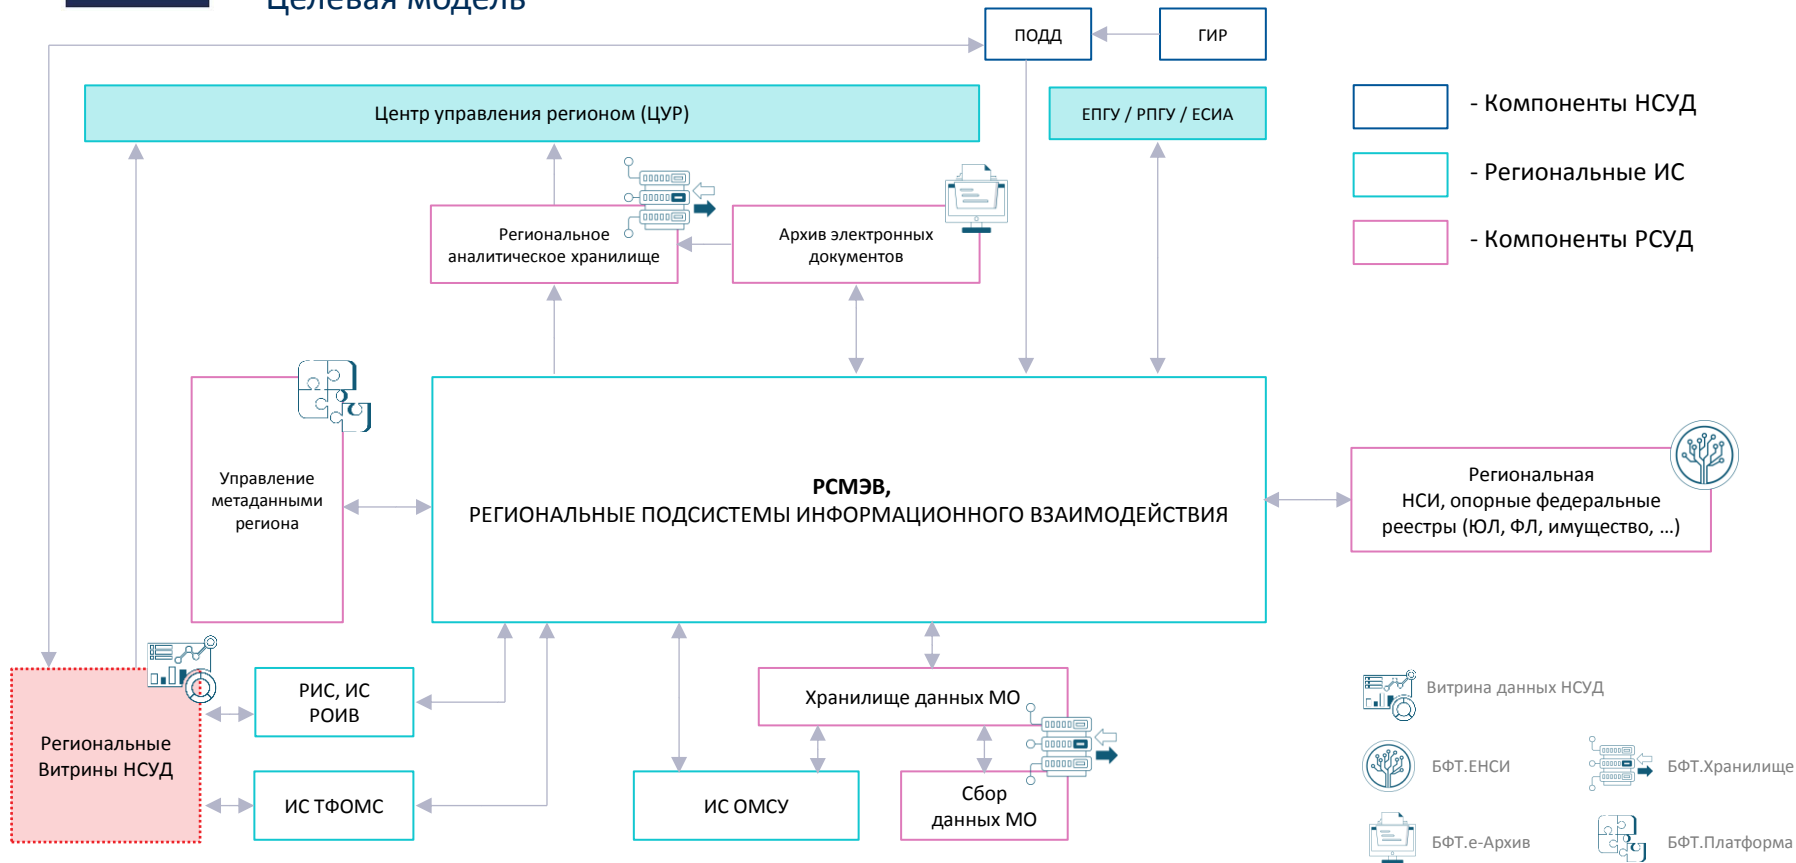 Целевая модель
ПОДД
ГИР
Центр управления регионом (ЦУР)
ЕПГУ / РПГУ / ЕСИА
- Компоненты НСУД
- Региональные ИС
- Компоненты РСУД
Региональное
аналитическое хранилище
Архив электронных
документов
Управление
метаданными
региона
РСМЭВ,
РЕГИОНАЛЬНЫЕ ПОДСИСТЕМЫ ИНФОРМАЦИОННОГО ВЗАИМОДЕЙСТВИЯ
Региональная
НСИ, опорные федеральные
реестры (ЮЛ, ФЛ, имущество, ...)
Региональные
Витрины НСУД
РИС, ИС
РОИВ
ИС ТФОМС
Хранилище данных МО
ИС ОМСУ
Сбор
данных МО
Витрина данных НСУД
БФТ.ЕНСИ
БФТ.Хранилище
БФТ.е-Архив
БФТ.Платформа